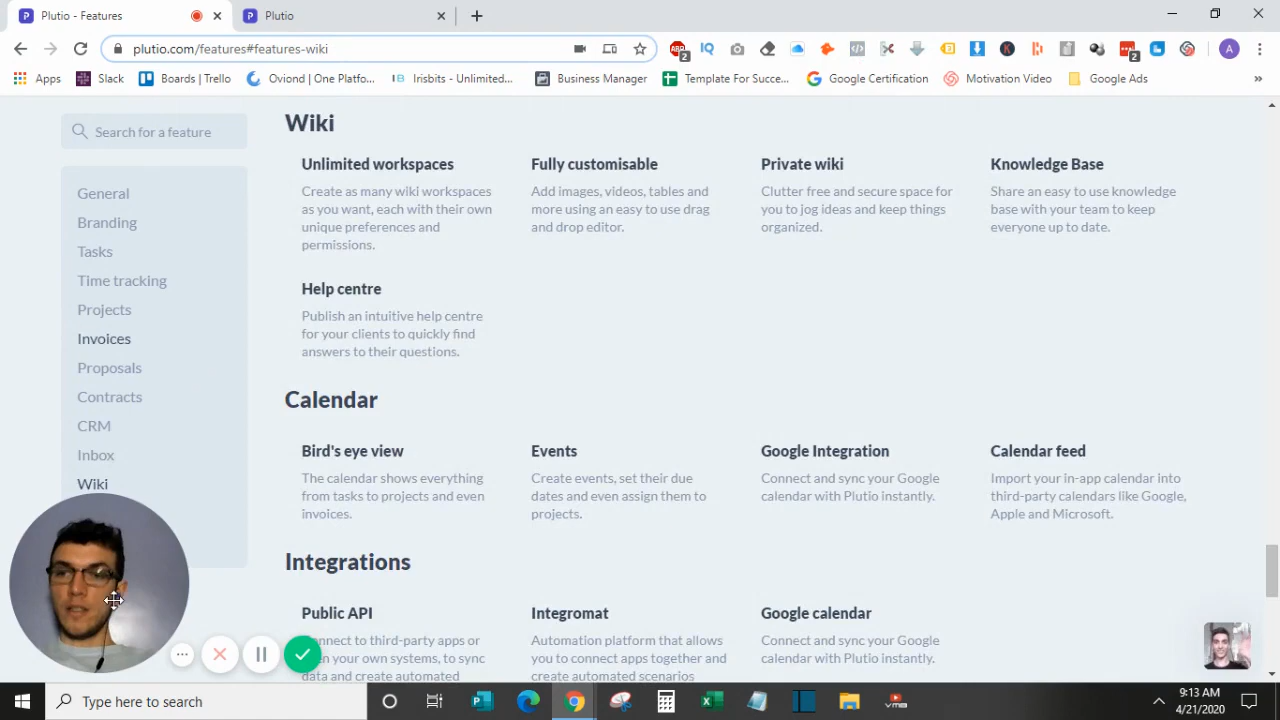 Plutio - Features
Plutio
plutio.com/features#features-wiki
2
2
2
A
Apps
Slack
Boards | Trello
Oviond | One Platfo...
Irisbits - Unlimited...
Business Manager
Template For Succe...
Google Certification
Motivation Video
Google Ads
Search for a feature
General
Branding
Tasks
Time tracking
Projects
Invoices
Proposals
Contracts
CRM
Inbox
Wiki
Wiki
Unlimited workspaces
Create as many wiki workspaces
as you want, each with their own
unique preferences and
permissions.
Fully customisable
Add images, videos, tables and
more using an easy to use drag
and drop editor.
Private wiki
Clutter free and secure space for
you to jog ideas and keep things
organized.
Knowledge Base
Share an easy to use knowledge
base with your team to keep
everyone up to date.
Help centre
Publish an intuitive help centre
for your clients to quickly find
answers to their questions.
Calendar
Bird's eye view
The calendar shows everything
from tasks to projects and even
invoices.
Events
Create events, set their due
dates and even assign them to
projects.
Google Integration
Connect and sync your Google
calendar with Plutio instantly.
Calendar feed
Import your in-app calendar into
third-party calendars like Google,
Apple and Microsoft.
Integrations
Public API
onnect to third-party apps or
en your own systems, to sync
data and create automated
Integromat
Automation platform that allows
you to connect apps together and
create automated scenarios
Google calendar
Connect and sync your Google
calendar with Plutio instantly.
Type here to search
9:13 AM
4/21/2020